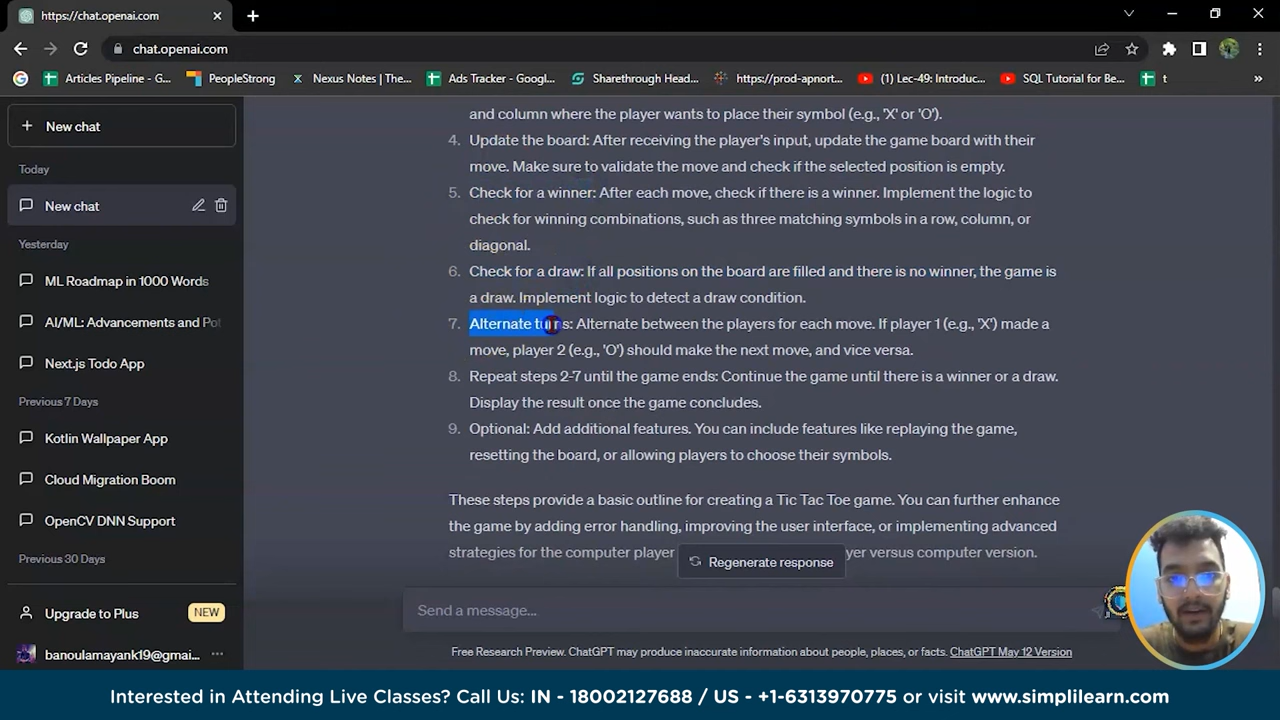 https://chat.openai.com
chat.openai.com
Articles Pipeline - G...
PeopleStrong
Nexus Notes | The...
Ads Tracker - Googl...
Sharethrough Head...
https://prod-apnort...
(1) Lec-49: Introduc...
SQL Tutorial for Be...
t
»
New chat
Today
New chat
Yesterday
ML Roadmap in 1000 Words
AI/ML: Advancements and Pot
Next.js Todo App
Previous 7 Days
Kotlin Wallpaper App
Cloud Migration Boom
OpenCV DNN Support
Previous 30 Days
Upgrade to Plus NEW
banoulamayank19@gmai...
and column where the player wants to place their symbol (e.g., 'X' or 'O').
4. Update the board: After receiving the player's input, update the game board with their
move. Make sure to validate the move and check if the selected position is empty.
5. Check for a winner: After each move, check if there is a winner. Implement the logic to
check for winning combinations, such as three matching symbols in a row, column, or
diagonal.
6. Check for a draw: If all positions on the board are filled and there is no winner, the game is
a draw. Implement logic to detect a draw condition.
7. Alternate turns: Alternate between the players for each move. If player 1 (e.g., 'X') made a
move, player 2 (e.g., 'O') should make the next move, and vice versa.
8. Repeat steps 2-7 until the game ends: Continue the game until there is a winner or a draw.
Display the result once the game concludes.
9. Optional: Add additional features. You can include features like replaying the game,
resetting the board, or allowing players to choose their symbols.
These steps provide a basic outline for creating a Tic Tac Toe game. You can further enhance
the game by adding error handling, improving the user interface, or implementing advanced
strategies for the computer player yer versus computer version.
Regenerate response
Send a message...
Free Research Preview. ChatGPT may produce inaccurate information about people, places, or facts. ChatGPT May 12 Version
Interested in Attending Live Classes? Call Us: IN - 18002127688 / US - +1-6313970775 or visit www.simplilearn.com